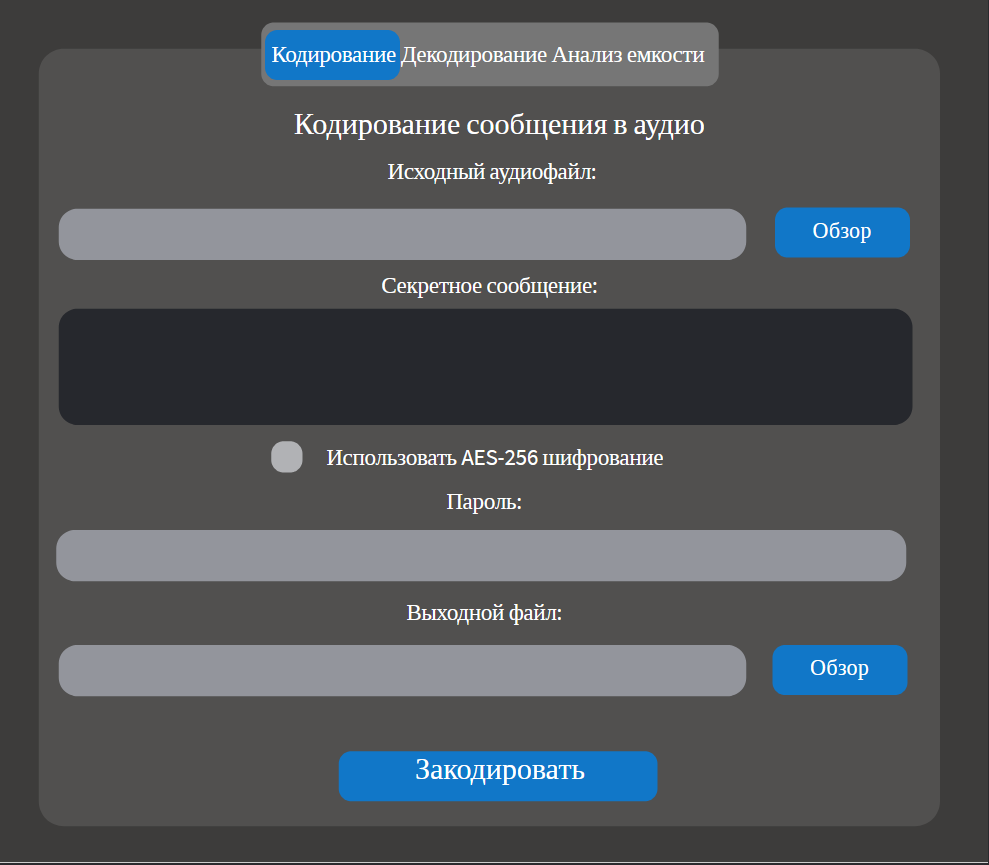 Кодирование Декодирование Анализ емкости
Кодирование сообщения в аудио
Исходный аудиофайл:
Обзор
Секретное сообщение:
Использовать AES-256 шифрование
Пароль:
Выходной файл:
Обзор
Закодировать